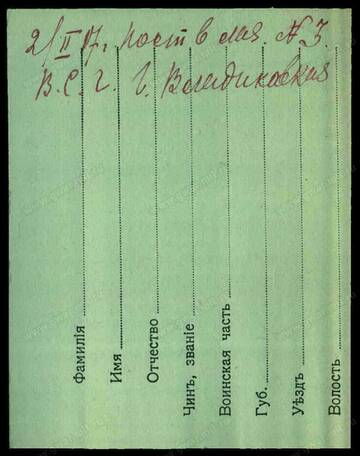 2/II 17 г. пост в лаз. № 3.
В.С.Г. г. Владикавказ
Фамилія
Имя
Отчество
Чинъ, званіе
Воинская часть
Губ.
Уѣздъ
Волость